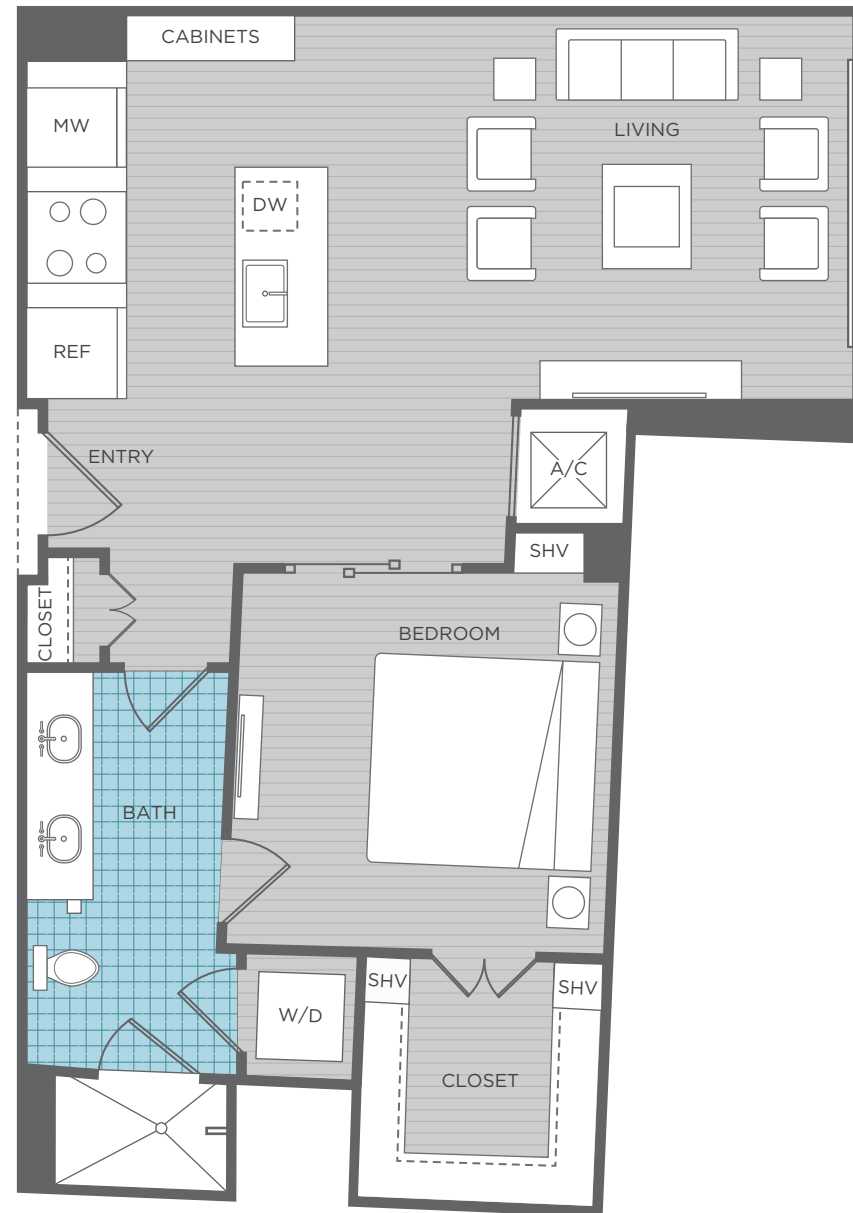 CABINETS
MW
LIVING
DW
REF
ENTRY
A/C
SHV
CLOSET
BEDROOM
BATH
SHV
SHV
W/D
CLOSET